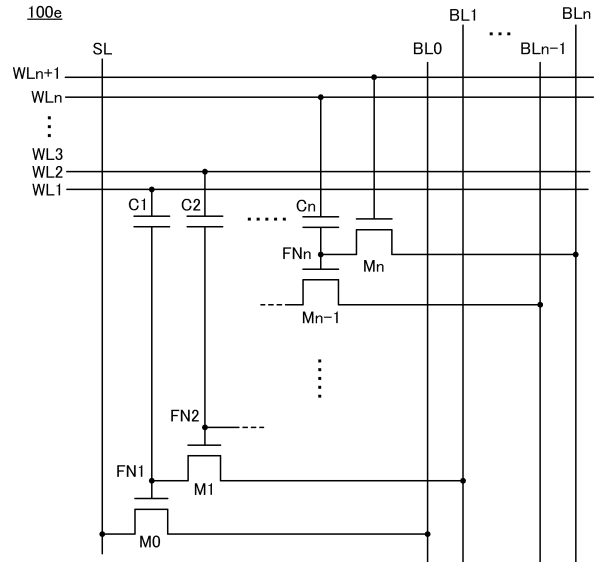 100e
SL
BL0
BL1
BLn-1
BLn
WLn+1
WLn
WL3
WL2
WL1
C1
C2
Cn
FNn
Mn
Mn-1
FN2
FN1
M1
M0